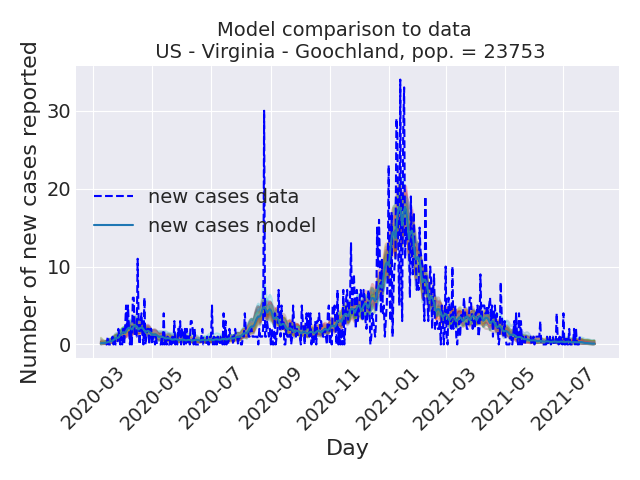 Model comparison to data
US - Virginia - Goochland, pop. = 23753
Number of new cases reported
30
20
10
0
new cases data
new cases model
2020-03
2020-05
2020-07
2020-09
2020-11
2021-01
2021-03
2021-05
2021-07
Day